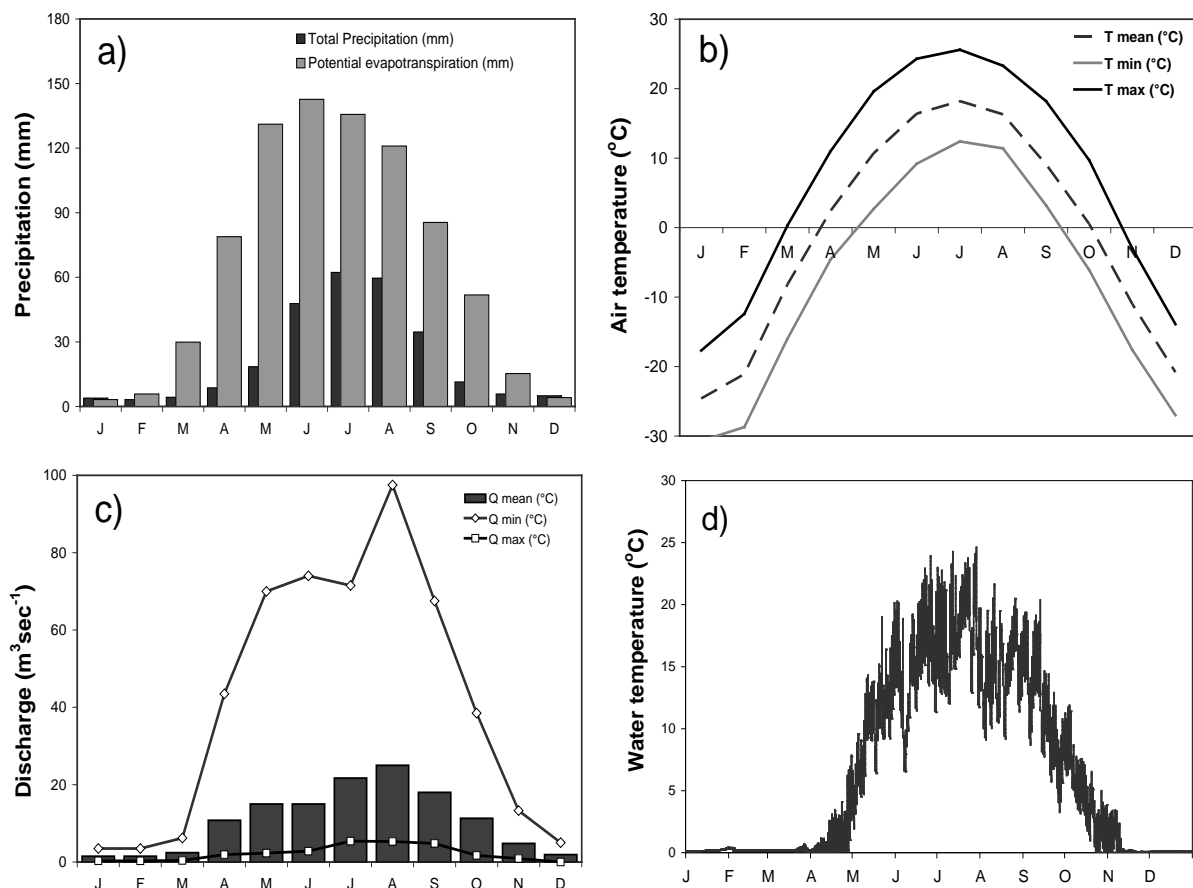 a)
Total Precipitation (mm)
Potential evapotranspiration (mm)
Precipitation (mm)
180
150
120
90
60
30
0
J F M A M J J A S O N D
b)
T mean (°C)
T min (°C)
T max (°C)
Air temperature (°C)
30
20
10
0
-10
-20
-30
J F M A M J J A S O N D
c)
Q mean (°C)
Q min (°C)
Q max (°C)
Discharge (m³sec⁻¹)
100
80
60
40
20
0
J F M A M J J A S O N D
d)
Water temperature (°C)
30
25
20
15
10
5
0
J F M A M J J A S O N D